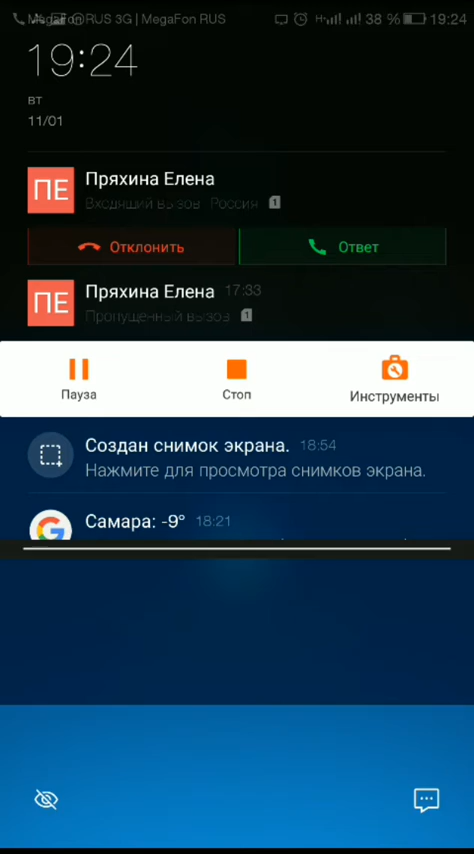 MegaFon RUS 3G | MegaFon RUS
H 38 % 19:24
19:24
вт
11/01
ПЕ
Пряхина Елена
Входящий вызов Россия 1
Отклонить
Ответ
ПЕ
Пряхина Елена 17:33
Пропущенный вызов 1
Пауза
Стоп
Инструменты
Создан снимок экрана. 18:54
Нажмите для просмотра снимков экрана.
G
Самара: -9° 18:21